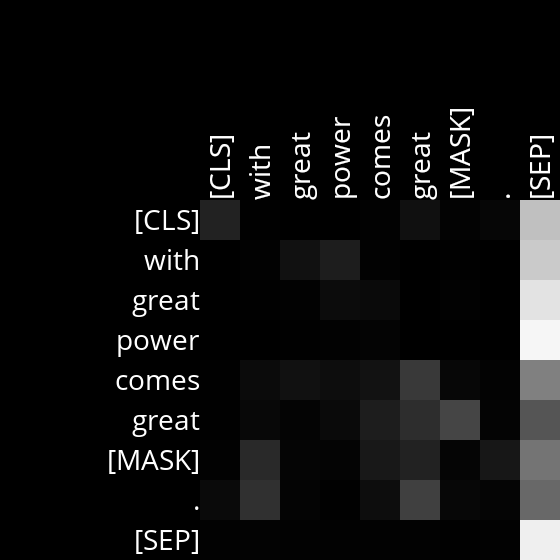 [CLS] with great power comes great [MASK] . [SEP]
[CLS]
with
great
power
comes
great
[MASK]
.
[SEP]